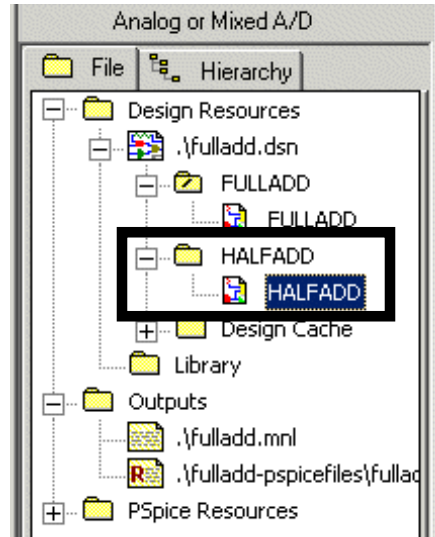 Analog or Mixed A/D
File Hierarchy
Design Resources
.\fulladd.dsn
FULLADD
FULLADD
HALFADD
HALFADD
Design Cache
Library
Outputs
.\fulladd.mnl
.\fulladd-pspicefiles\fullad
PSpice Resources